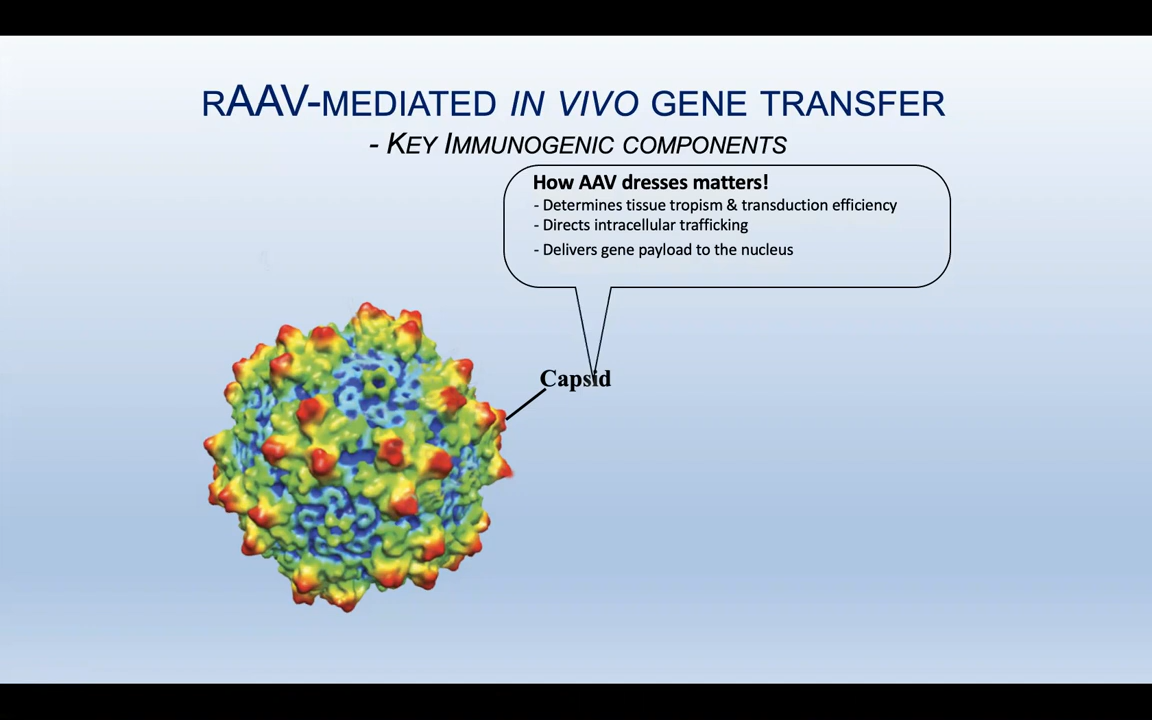 rAAV-mediated in vivo gene transfer
- Key Immunogenic components
How AAV dresses matters!
- Determines tissue tropism & transduction efficiency
- Directs intracellular trafficking
- Delivers gene payload to the nucleus
Capsid